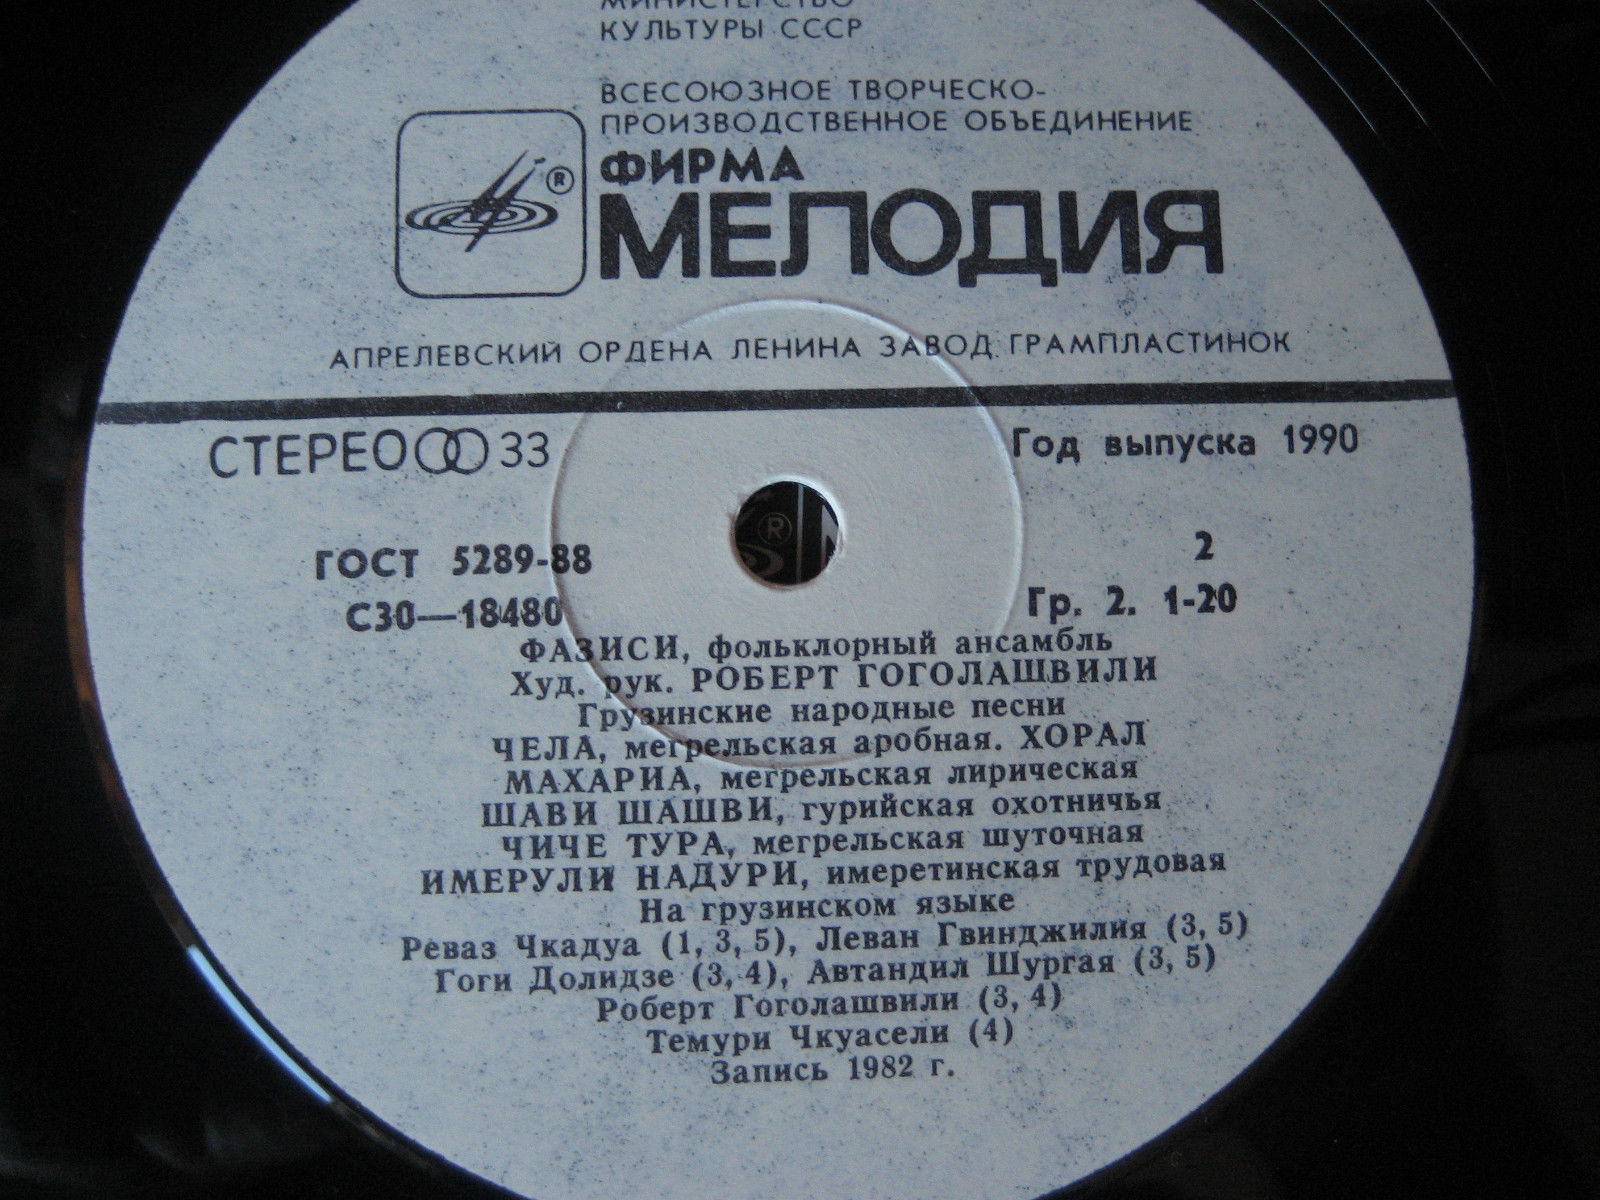 МИНИСТЕРСТВО
КУЛЬТУРЫ СССР
ВСЕСОЮЗНОЕ ТВОРЧЕСКО-
ПРОИЗВОДСТВЕННОЕ ОБЪЕДИНЕНИЕ
ФИРМА
®
МЕЛОДИЯ
АПРЕЛЕВСКИЙ ОРДЕНА ЛЕНИНА ЗАВОД ГРАМПЛАСТИНОК
СТЕРЕО 33
Год выпуска 1990
ГОСТ 5289-88
2
С30—18480
Гр. 2. 1-20
ФАЗИСИ, фольклорный ансамбль
Худ. рук. РОБЕРТ ГОГОЛАШВИЛИ
Грузинские народные песни
ЧЕЛА, мегрельская аробная. ХОРАЛ
МАХАРИА, мегрельская лирическая
ШАВИ ШАШВИ, гурийская охотничья
ЧИЧЕ ТУРА, мегрельская шуточная
ИМЕРУЛИ НАДУРИ, имеретинская трудовая
На грузинском языке
Реваз Чкадуа (1, 3, 5), Леван Гвинджилия (3, 5)
Гоги Долидзе (3, 4), Автандил Шургая (3, 5)
Роберт Гоголашвили (3, 4)
Темури Чкуасели (4)
Запись 1982 г.